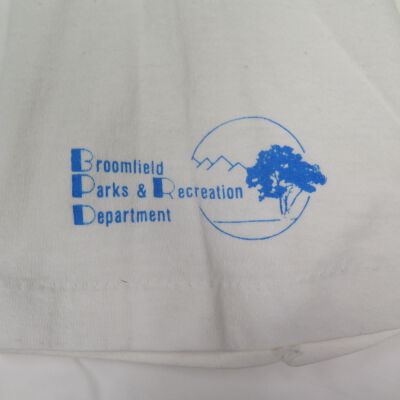 Broomfield
Parks & Recreation
Department